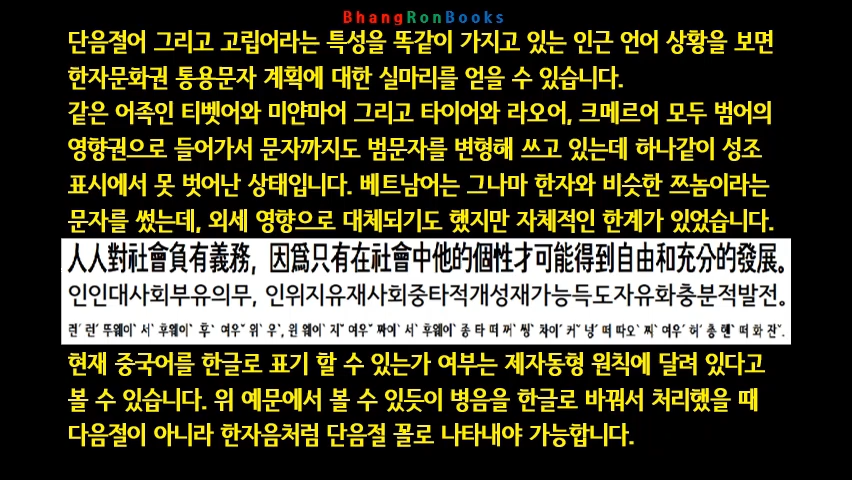 BhangRonBooks
단음절어 그리고 고립어라는 특성을 똑같이 가지고 있는 인근 언어 상황을 보면
한자문화권 통용문자 계획에 대한 실마리를 얻을 수 있습니다.
같은 어족인 티벳어와 미얀마어 그리고 타이어와 라오어, 크메르어 모두 범어의
영향권으로 들어가서 문자까지도 범문자를 변형해 쓰고 있는데 하나같이 성조
표시에서 못 벗어난 상태입니다. 베트남어는 그나마 한자와 비슷한 쯔놈이라는
문자를 썼는데, 외세 영향으로 대체되기도 했지만 자체적인 한계가 있었습니다.
人人對社會負有義務, 因爲只有在社會中他的個性才可能得到自由和充分的發展。
인인대사회부유의무, 인위지유재사회중타적개성재가능득도자유화충분적발전。
현재 중국어를 한글로 표기 할 수 있는가 여부는 제자동형 원칙에 달려 있다고
볼 수 있습니다. 위 예문에서 볼 수 있듯이 병음을 한글로 바꿔서 처리했을 때
다음절이 아니라 한자음처럼 단음절 꼴로 나타내야 가능합니다.